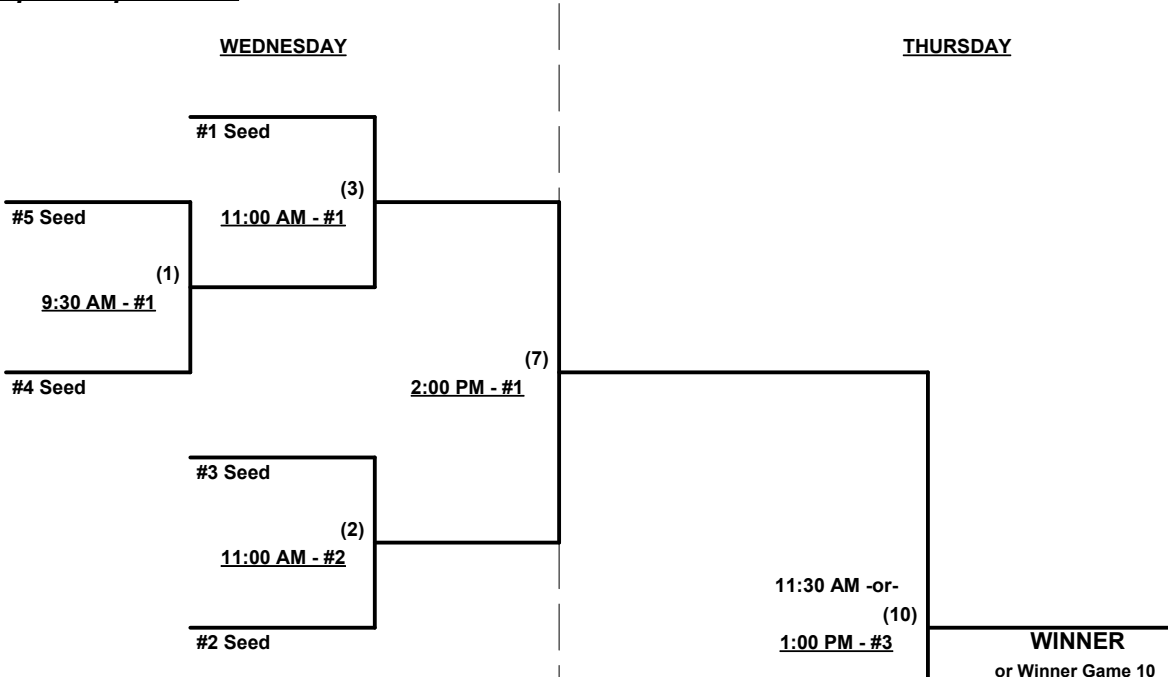 WEDNESDAY
THURSDAY
#1 Seed
(3)
#5 Seed
11:00 AM - #1
(1)
9:30 AM - #1
(7)
#4 Seed
2:00 PM - #1
#3 Seed
(2)
11:00 AM - #2
11:30 AM -or-
(10)
#2 Seed
1:00 PM - #3
WINNER
or Winner Game 10